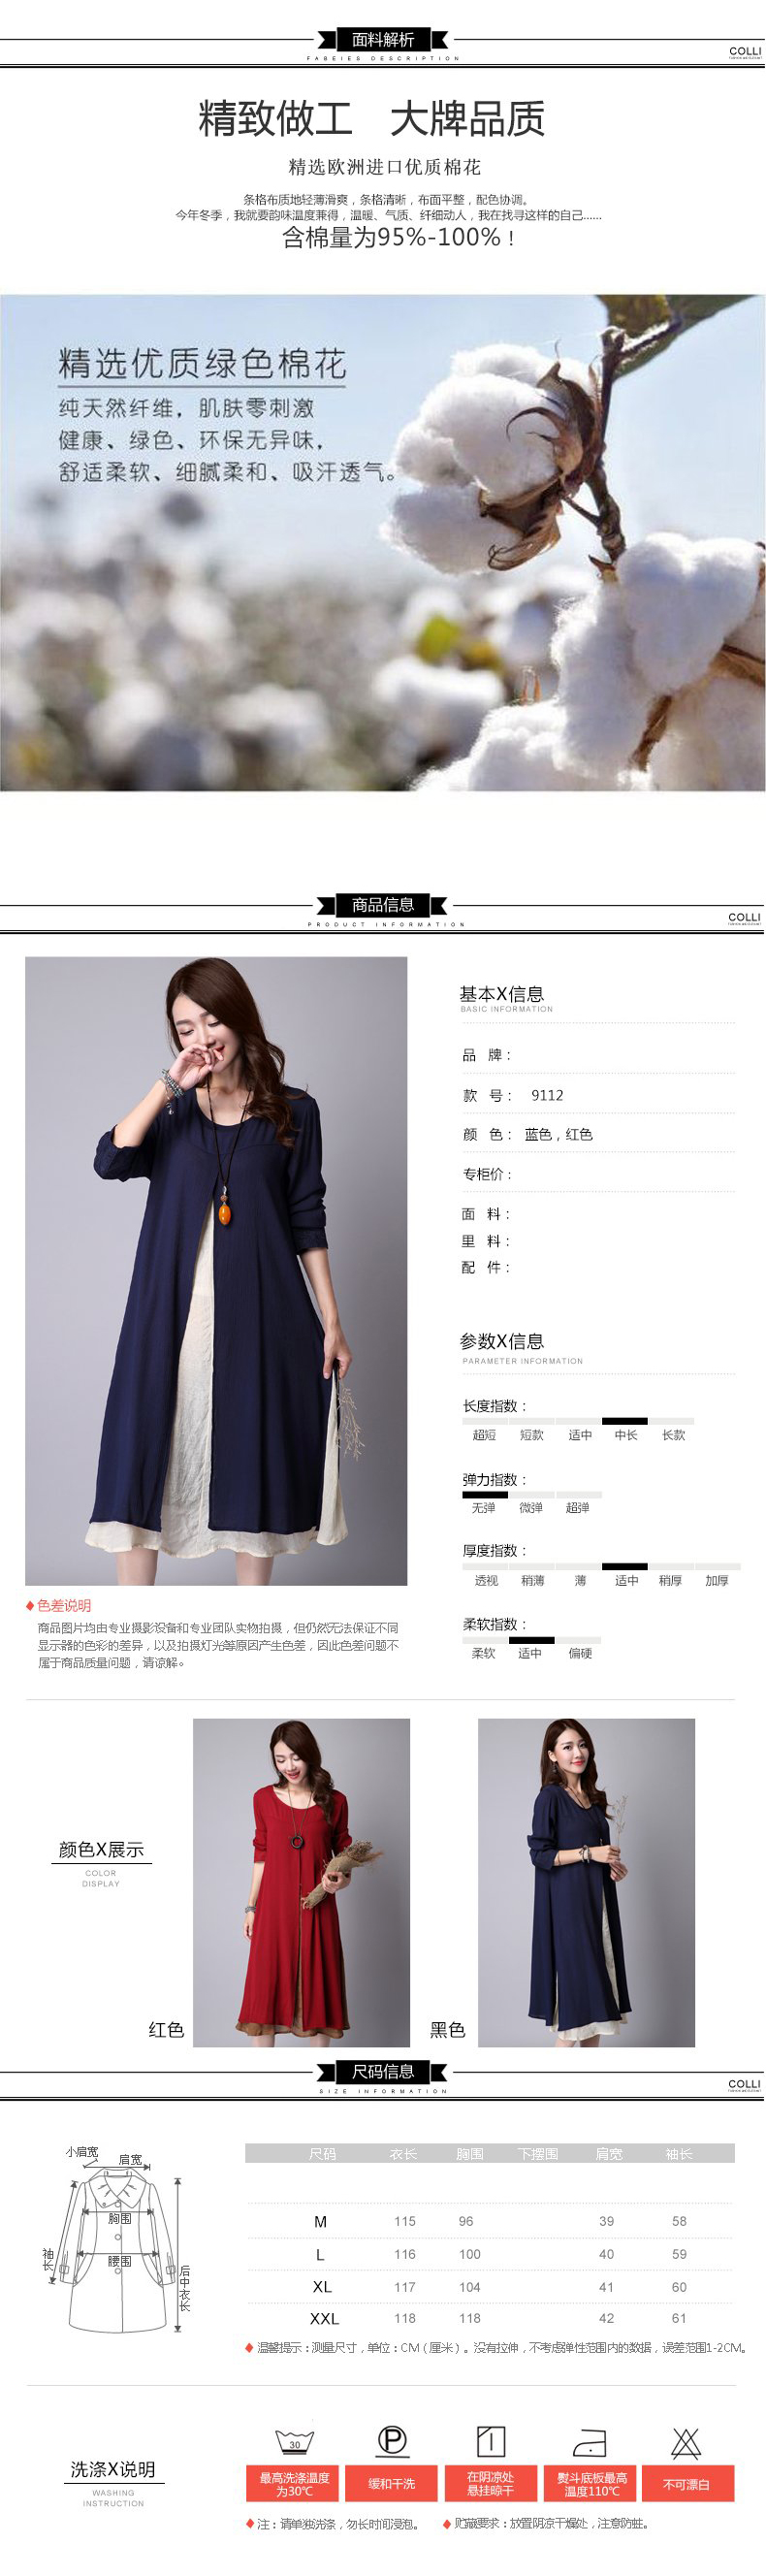 面料解析
FABEIES DESCRIPTION
COLLI
精致做工 大牌品质
精选欧洲进口优质棉花
条格布质地轻薄滑爽，条格清晰，布面平整，配色协调。
今年冬季，我就要韵味温度兼得，温暖、气质、纤细动人，我在找寻这样的自己......
含棉量为95%-100%！
精选优质绿色棉花
纯天然纤维，肌肤零刺激
健康、绿色、环保无异味，
舒适柔软、细腻柔和、吸汗透气。
商品信息
PRODUCT INFORMATION
COLLI
基本X信息
BASIC INFORMATION
品 牌：
款 号： 9112
颜 色： 蓝色，红色
专柜价：
面 料：
里 料：
配 件：
参数X信息
PARAMETER INFORMATION
长度指数：
超短 短款 适中 中长 长款
弹力指数：
无弹 微弹 超弹
厚度指数：
透视 稍薄 薄 适中 稍厚 加厚
柔软指数：
柔软 适中 偏硬
色差说明
商品图片均由专业摄影设备和专业团队实物拍摄，但仍然无法保证不同
显示器的色彩的差异，以及拍摄灯光等原因产生色差，因此色差问题不
属于商品质量问题，请谅解。
颜色X展示
COLOR
DISPLAY
红色
黑色
尺码信息
SIZE INFORMATION
COLLI
小肩宽
肩宽
胸围
腰围
袖长
后中衣长
尺码 衣长 胸围 下摆围 肩宽 袖长
M 115 96 39 58
L 116 100 40 59
XL 117 104 41 60
XXL 118 118 42 61
温馨提示：测量尺寸，单位：CM（厘米）。没有拉伸，不考虑弹性范围内的数据，误差范围1-2CM。
洗涤X说明
WASHING
INSTRUCTION
30
P
最高洗涤温度
为30℃
缓和干洗
在阴凉处
悬挂晾干
熨斗底板最高
温度110℃
不可漂白
注：请单独洗涤，勿长时间浸泡。
贮藏要求：放置阴凉干燥处，注意防蛀。